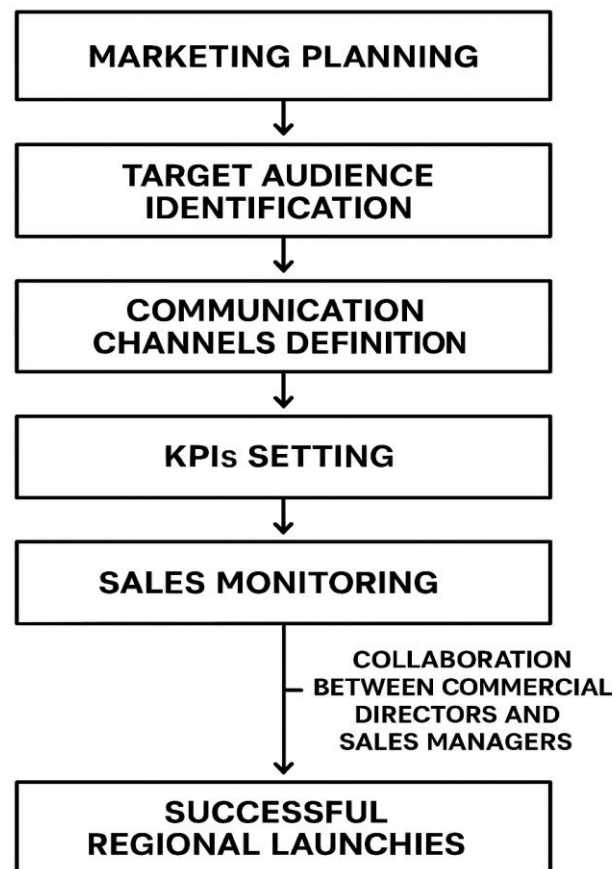 MARKETING PLANNING
TARGET AUDIENCE
IDENTIFICATION
COMMUNICATION
CHANNELS DEFINITION
KPIs SETTING
SALES MONITORING
COLLABORATION
BETWEEN COMMERCIAL
DIRECTORS AND
SALES MANAGERS
SUCCESSFUL
REGIONAL LAUNCHIES